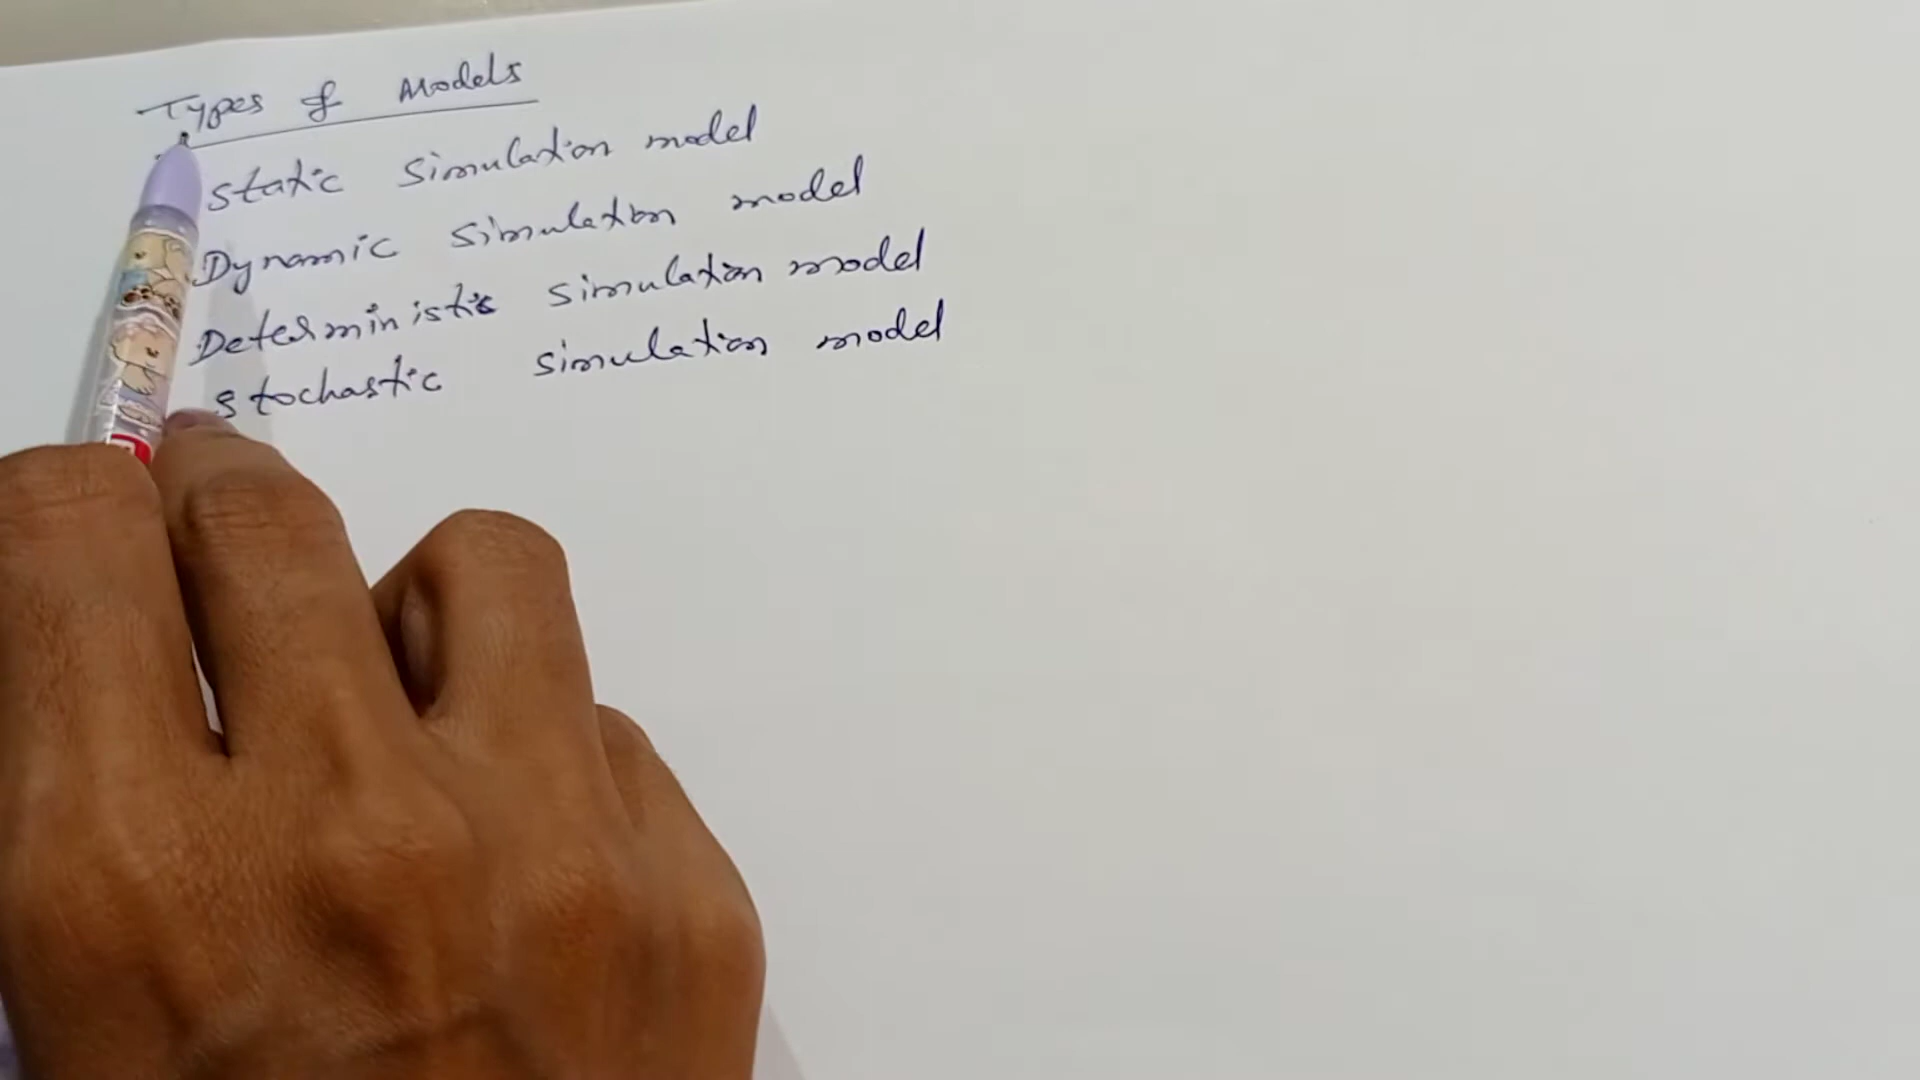 Types of Models
Static Simulation model
Dynamic Simulation model
Deterministic Simulation model
Stochastic Simulation model